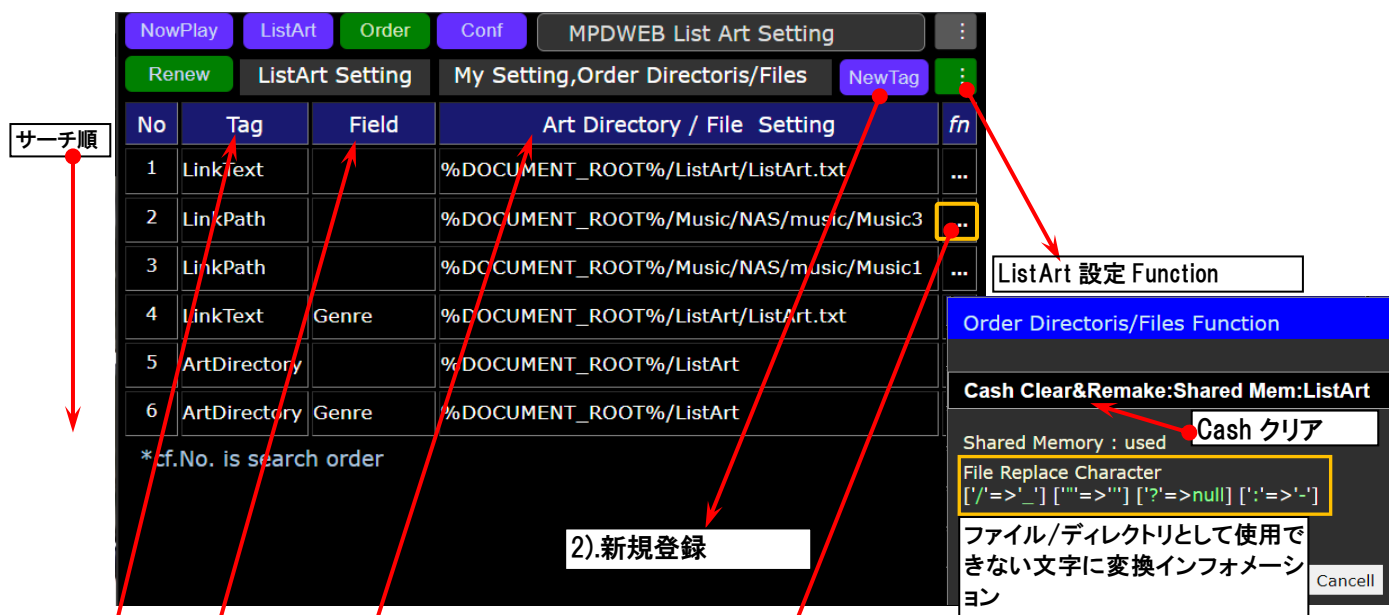 NowPlay ListArt Order Conf MPDWEB List Art Setting ⋮
Renew ListArt Setting My Setting,Order Directoris/Files NewTag ⋮
サーチ順
No Tag Field Art Directory / File Setting fn
1 LinkText %DOCUMENT_ROOT%/ListArt/ListArt.txt ...
2 LinkPath %DOCUMENT_ROOT%/Music/NAS/music/Music3 ...
3 LinkPath %DOCUMENT_ROOT%/Music/NAS/music/Music1 ...
4 LinkText Genre %DOCUMENT_ROOT%/ListArt/ListArt.txt
5 ArtDirectory %DOCUMENT_ROOT%/ListArt
6 ArtDirectory Genre %DOCUMENT_ROOT%/ListArt
*cf.No. is search order
2).新規登録
ListArt 設定 Function
Order Directoris/Files Function
Cash Clear&Remake:Shared Mem:ListArt
Cash クリア
Shared Memory : used
File Replace Character
['/'=>'_'] ['"'=>'''] ['?'=>null] [':'=>'-']
ファイル/ディレクトリとして使用で
きない文字に変換インフォメーシ
ョン
Cancell